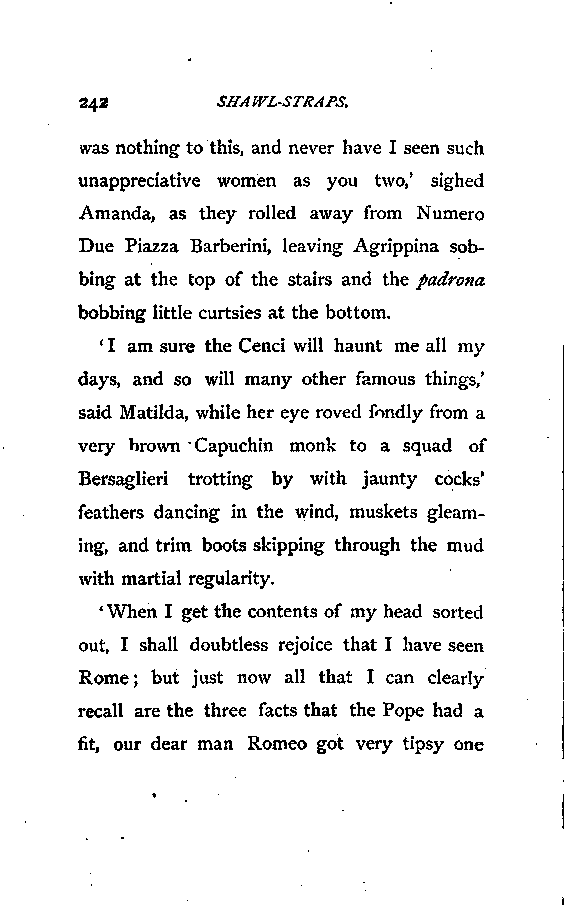 242 SHAWL-STRAPS.
was nothing to this, and never have I seen such
unappreciative women as you two,' sighed
Amanda, as they rolled away from Numero
Due Piazza Barberini, leaving Agrippina sob-
bing at the top of the stairs and the padrona
bobbing little curtsies at the bottom.
'I am sure the Cenci will haunt me all my
days, and so will many other famous things,'
said Matilda, while her eye roved fondly from a
very brown Capuchin monk to a squad of
Bersaglieri trotting by with jaunty cocks'
feathers dancing in the wind, muskets gleam-
ing, and trim boots skipping through the mud
with martial regularity.
'When I get the contents of my head sorted
out, I shall doubtless rejoice that I have seen
Rome; but just now all that I can clearly
recall are the three facts that the Pope had a
fit, our dear man Romeo got very tipsy one